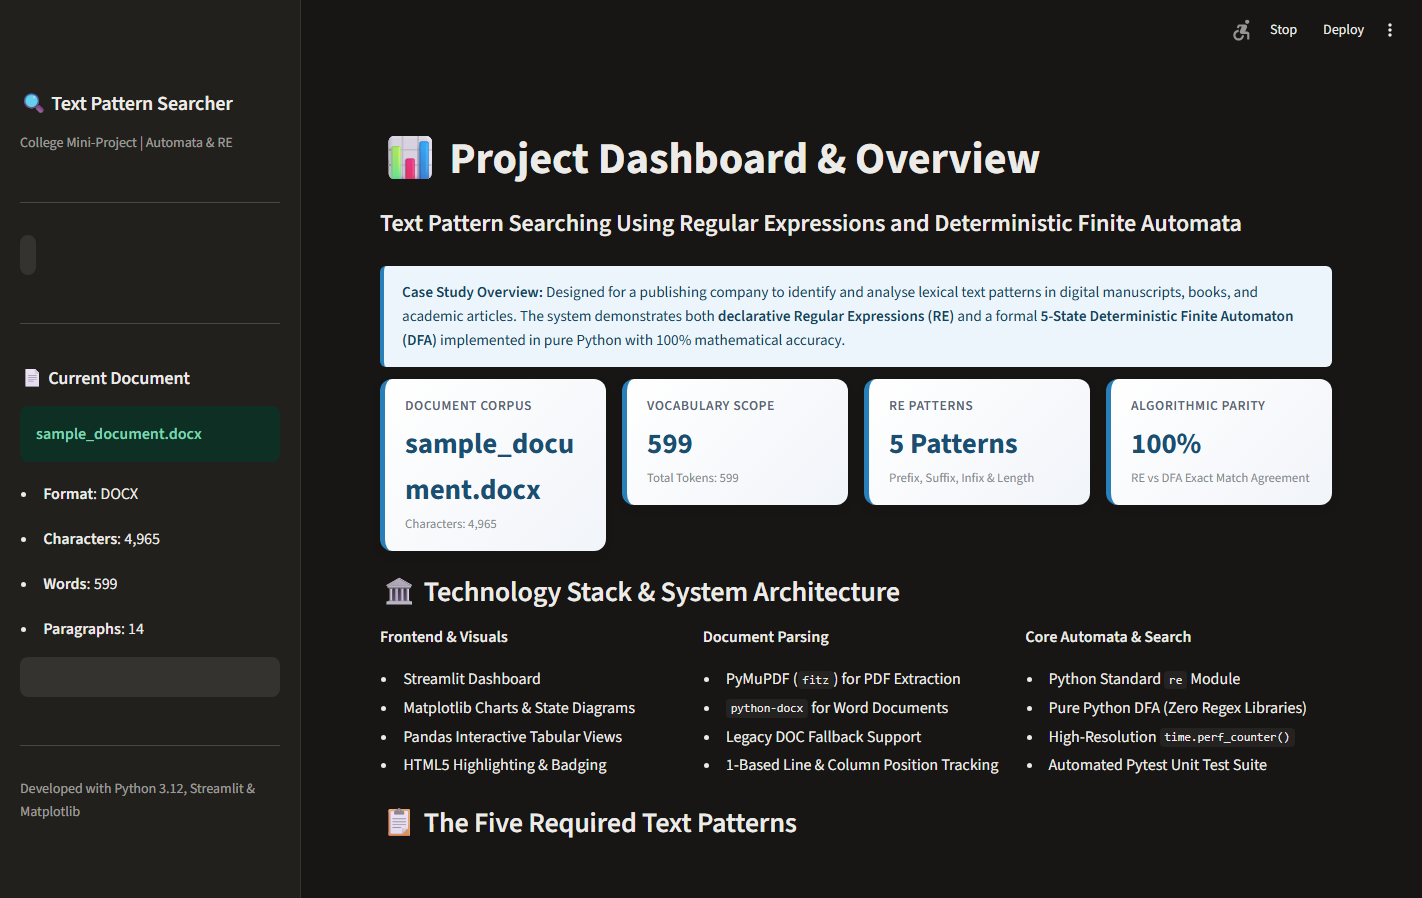 Stop
Deploy
Text Pattern Searcher
College Mini-Project | Automata & RE
Current Document
sample_document.docx
Format: DOCX
Characters: 4,965
Words: 599
Paragraphs: 14
Developed with Python 3.12, Streamlit &
Matplotlib
Project Dashboard & Overview
Text Pattern Searching Using Regular Expressions and Deterministic Finite Automata
Case Study Overview: Designed for a publishing company to identify and analyse lexical text patterns in digital manuscripts, books, and
academic articles. The system demonstrates both declarative Regular Expressions (RE) and a formal 5-State Deterministic Finite Automaton
(DFA) implemented in pure Python with 100% mathematical accuracy.
DOCUMENT CORPUS
sample_docu
ment.docx
Characters: 4,965
VOCABULARY SCOPE
599
Total Tokens: 599
RE PATTERNS
5 Patterns
Prefix, Suffix, Infix & Length
ALGORITHMIC PARITY
100%
RE vs DFA Exact Match Agreement
Technology Stack & System Architecture
Frontend & Visuals
Streamlit Dashboard
Matplotlib Charts & State Diagrams
Pandas Interactive Tabular Views
HTML5 Highlighting & Badging
Document Parsing
PyMuPDF ( fitz ) for PDF Extraction
python-docx for Word Documents
Legacy DOC Fallback Support
1-Based Line & Column Position Tracking
Core Automata & Search
Python Standard re Module
Pure Python DFA (Zero Regex Libraries)
High-Resolution time.perf_counter()
Automated Pytest Unit Test Suite
The Five Required Text Patterns